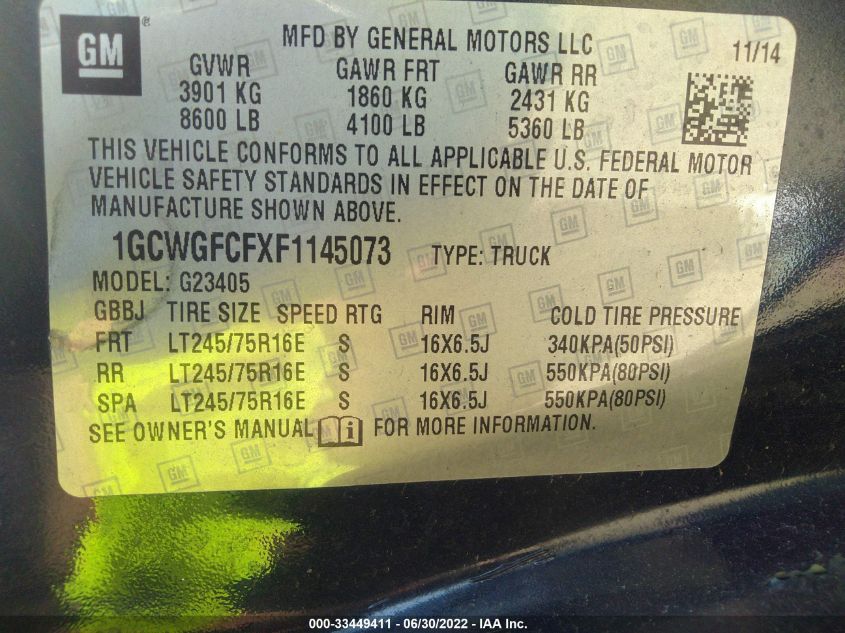 GM ®
MFD BY GENERAL MOTORS LLC
11/14
GVWR GAWR FRT GAWR RR
3901 KG 1860 KG 2431 KG
8600 LB 4100 LB 5360 LB
THIS VEHICLE CONFORMS TO ALL APPLICABLE U.S. FEDERAL MOTOR
VEHICLE SAFETY STANDARDS IN EFFECT ON THE DATE OF
MANUFACTURE SHOWN ABOVE.
1GCWGFCFXF1145073 TYPE: TRUCK
MODEL: G23405
GBBJ TIRE SIZE SPEED RTG RIM COLD TIRE PRESSURE
FRT LT245/75R16E S 16X6.5J 340KPA(50PSI)
RR LT245/75R16E S 16X6.5J 550KPA(80PSI)
SPA LT245/75R16E S 16X6.5J 550KPA(80PSI)
SEE OWNER'S MANUAL i FOR MORE INFORMATION.
000-33449411 - 06/30/2022 - IAA Inc.